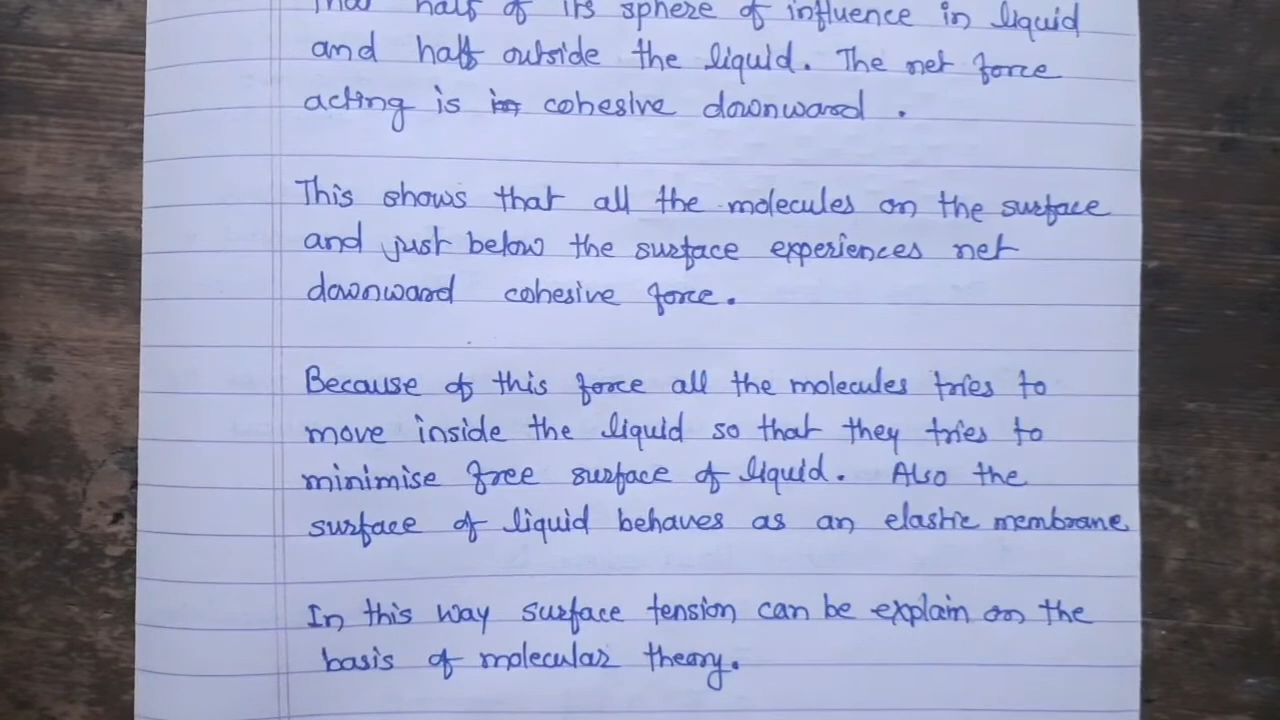 half of its sphere of influence in liquid
and half outside the liquid. The net force
acting is in cohesive downward .
This shows that all the molecules on the surface
and just below the surface experiences net
downward cohesive force.
Because of this force all the molecules tries to
move inside the liquid so that they tries to
minimise free surface of liquid. Also the
surface of liquid behaves as an elastic membrane
In this way surface tension can be explain on the
basis of molecular theory.